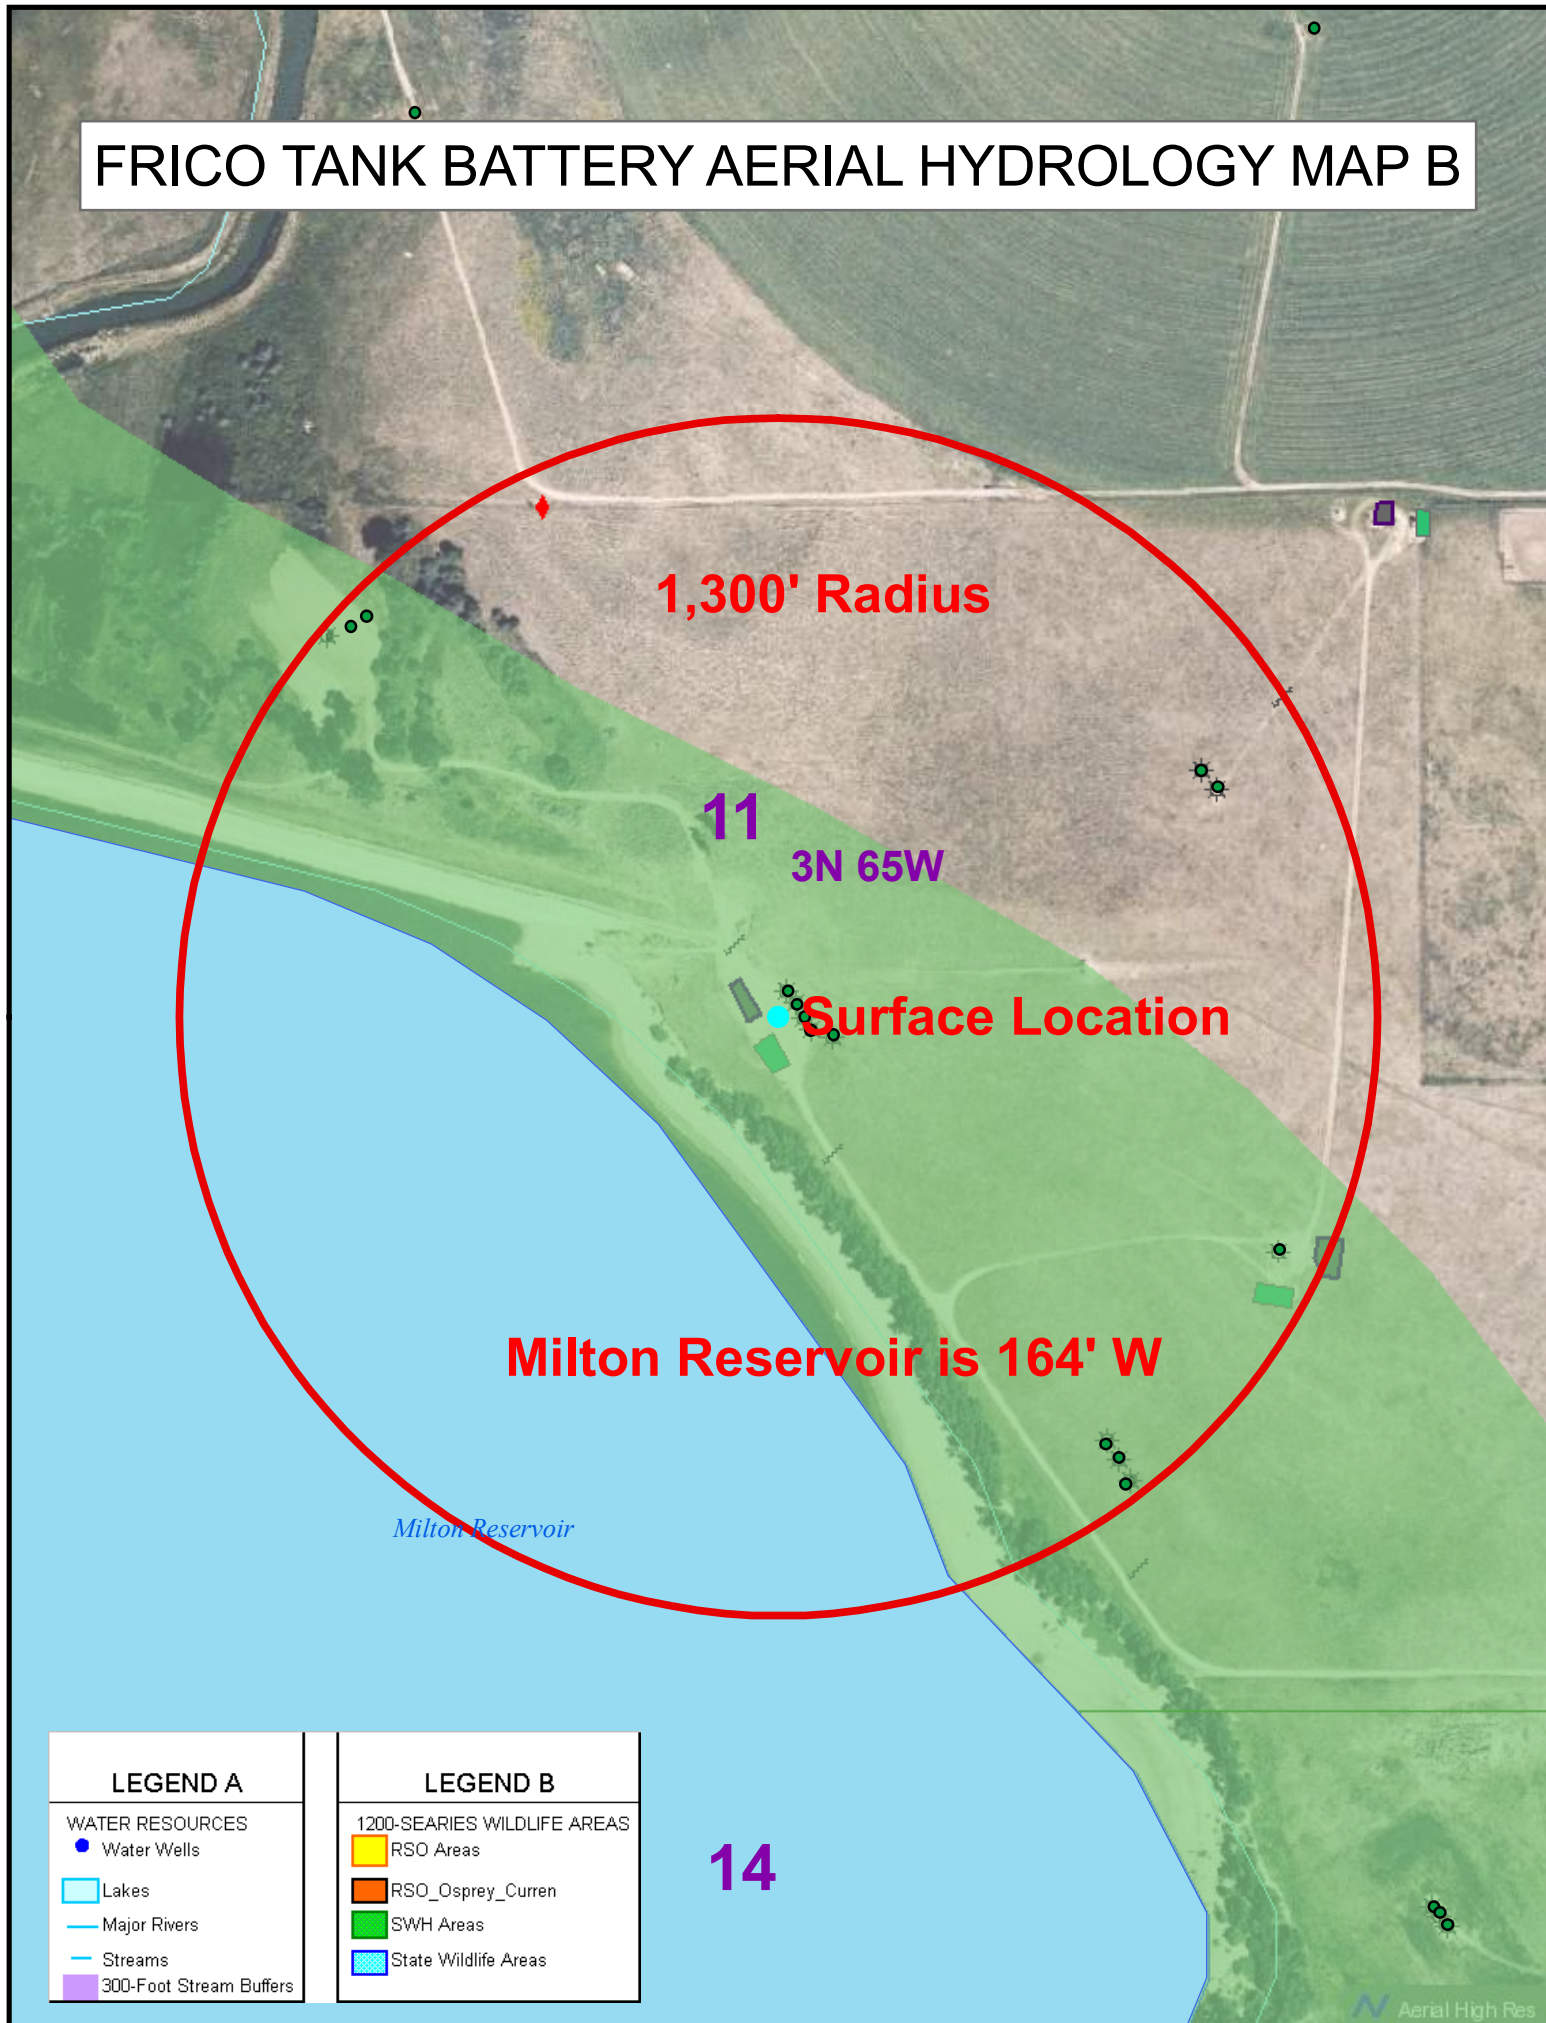 FRICO TANK BATTERY AERIAL HYDROLOGY MAP B
1,300' Radius
11
3N 65W
Surface Location
Milton Reservoir is 164' W
Milton Reservoir
14
LEGEND A
WATER RESOURCES
Water Wells
Lakes
Major Rivers
Streams
300-Foot Stream Buffers
LEGEND B
1200-SEARIES WILDLIFE AREAS
RSO Areas
RSO_Osprey_Curren
SWH Areas
State Wildlife Areas
Aerial High Res